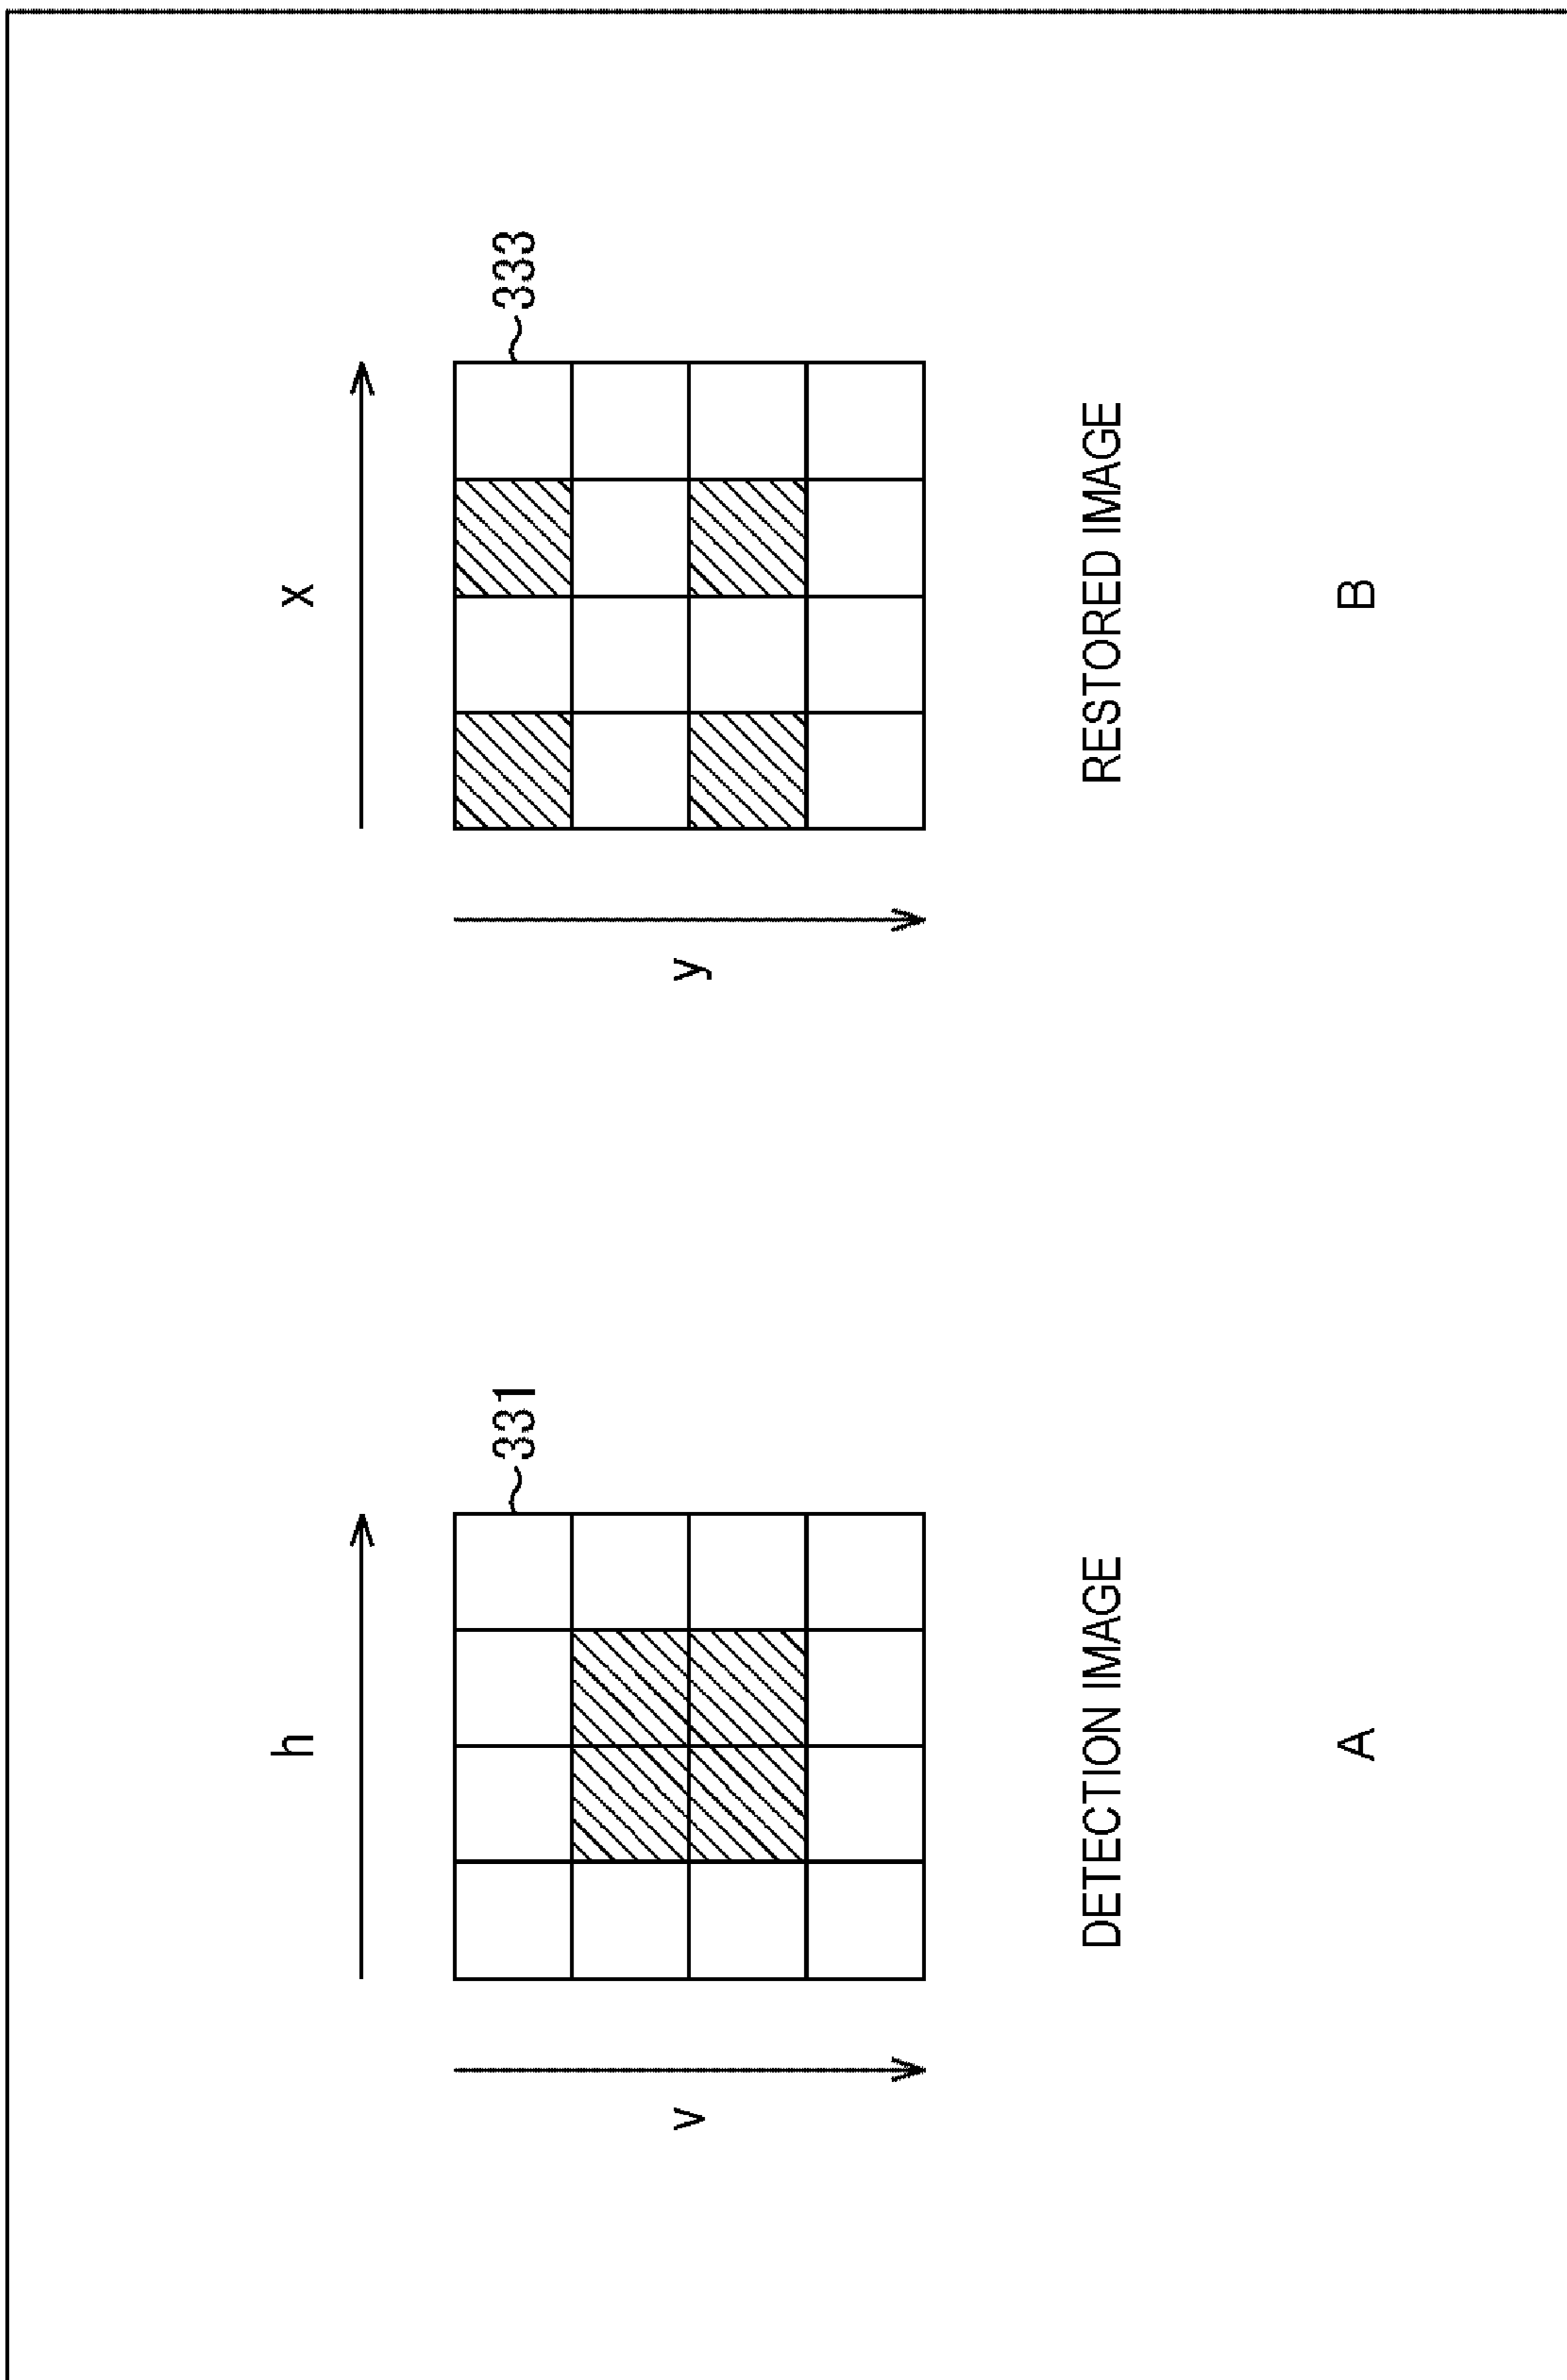 h
331
v
DETECTION IMAGE
A
x
333
y
RESTORED IMAGE
B